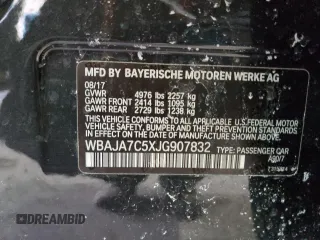 MFD BY BAYERISCHE MOTOREN WERKE AG
08/17
GVWR 4976 lbs 2257 kg
GAWR FRONT 2414 lbs 1095 kg
GAWR REAR 2729 lbs 1238 kg
THIS VEHICLE CONFORMS TO ALL APPLICABLE
U.S. FEDERAL MOTOR VEHICLE SAFETY, BUMPER,
AND THEFT PREVENTION STANDARDS IN EFFECT ON
THE DATE OF MANUFACTURE SHOWN ABOVE.
WBAJA7C5XJG907832 TYPE: PASSENGER CAR
DREAMBID